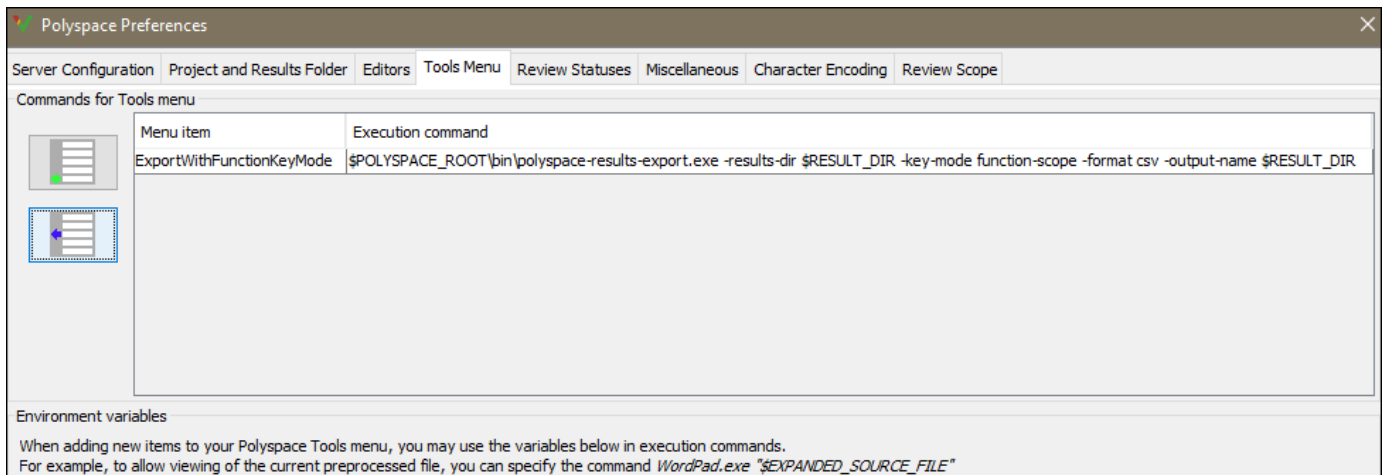 Polyspace Preferences
Server Configuration Project and Results Folder Editors Tools Menu Review Statuses Miscellaneous Character Encoding Review Scope
Commands for Tools menu
Menu item Execution command
ExportWithFunctionKeyMode $POLYSPACE_ROOT\bin\polyspace-results-export.exe -results-dir $RESULT_DIR -key-mode function-scope -format csv -output-name $RESULT_DIR
Environment variables
When adding new items to your Polyspace Tools menu, you may use the variables below in execution commands.
For example, to allow viewing of the current preprocessed file, you can specify the command WordPad.exe "$EXPANDED_SOURCE_FILE"